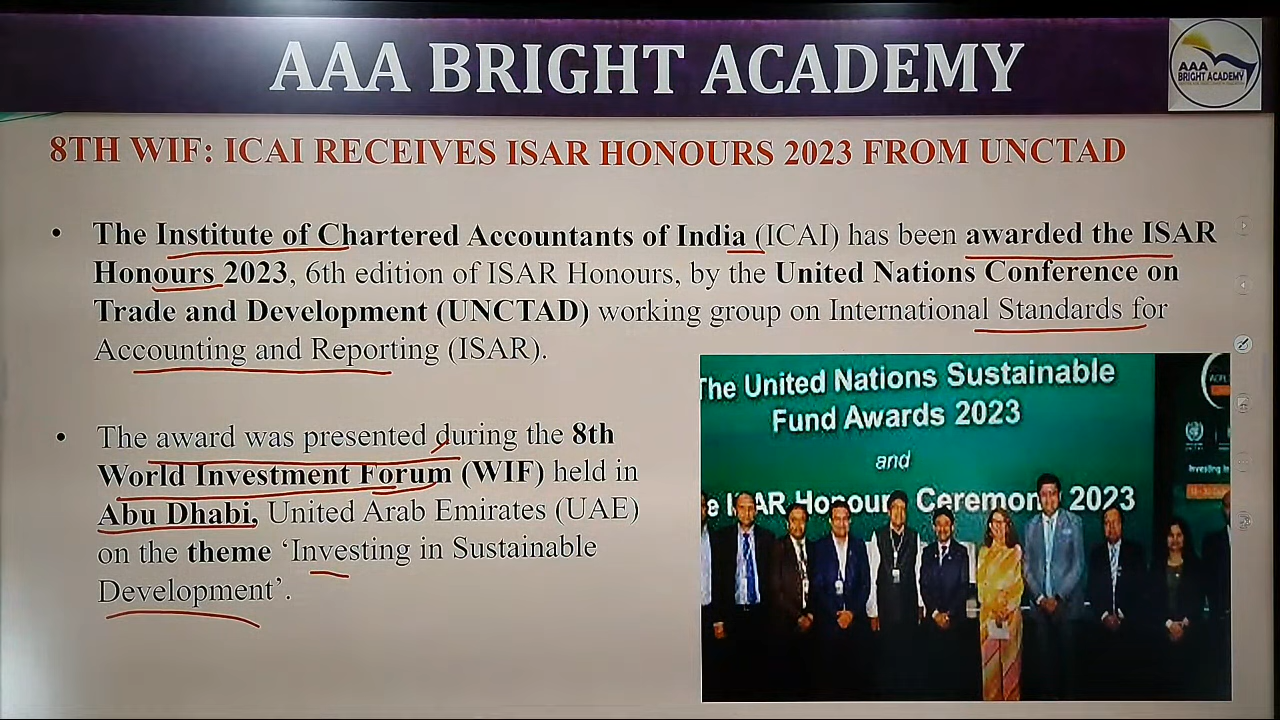 AAA BRIGHT ACADEMY
AAA
BRIGHT ACADEMY
8TH WIF: ICAI RECEIVES ISAR HONOURS 2023 FROM UNCTAD
• The Institute of Chartered Accountants of India (ICAI) has been awarded the ISAR
Honours 2023, 6th edition of ISAR Honours, by the United Nations Conference on
Trade and Development (UNCTAD) working group on International Standards for
Accounting and Reporting (ISAR).
The United Nations Sustainable
Fund Awards 2023
and
e ISAR Honours Ceremony 2023
Investing in
• The award was presented during the 8th
World Investment Forum (WIF) held in
Abu Dhabi, United Arab Emirates (UAE)
on the theme ‘Investing in Sustainable
Development’.